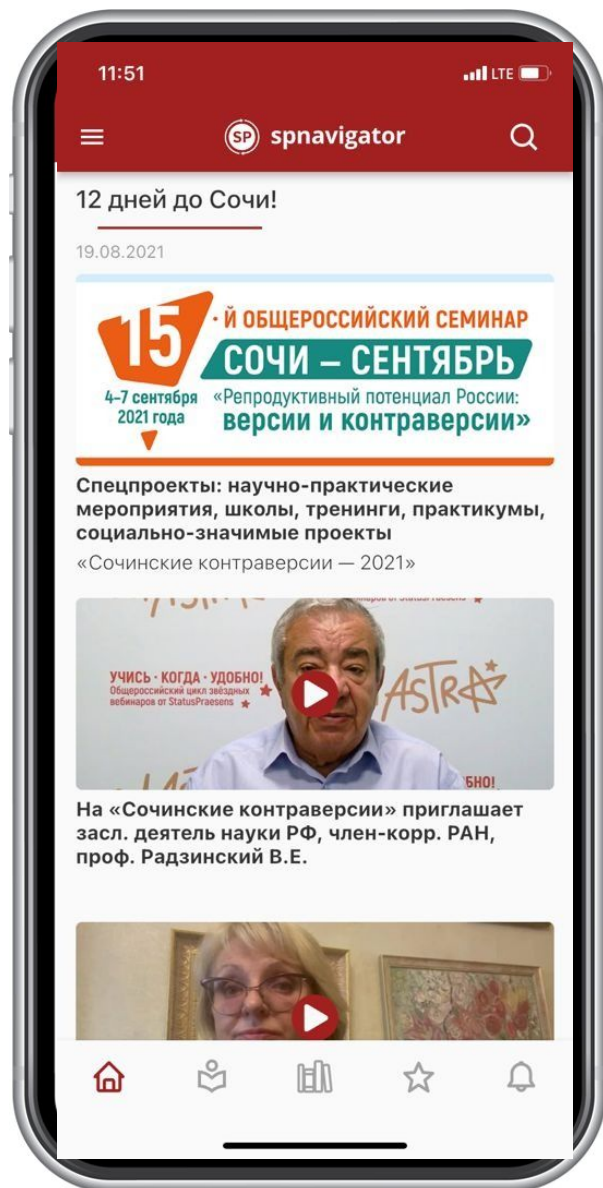 11:51
LTE
SP spnavigator
12 дней до Сочи!
19.08.2021
15
· Й ОБЩЕРОССИЙСКИЙ СЕМИНАР
СОЧИ – СЕНТЯБРЬ
4–7 сентября
2021 года
«Репродуктивный потенциал России:
версии и контраверсии»
Спецпроекты: научно-практические
мероприятия, школы, тренинги, практикумы,
социально-значимые проекты
«Сочинские контраверсии — 2021»
УЧИСЬ · КОГДА · УДОБНО!
Общероссийский цикл звёздных
вебинаров от StatusPraesens
ASTRA
БНО!
На «Сочинские контраверсии» приглашает
засл. деятель науки РФ, член-корр. РАН,
проф. Радзинский В.Е.